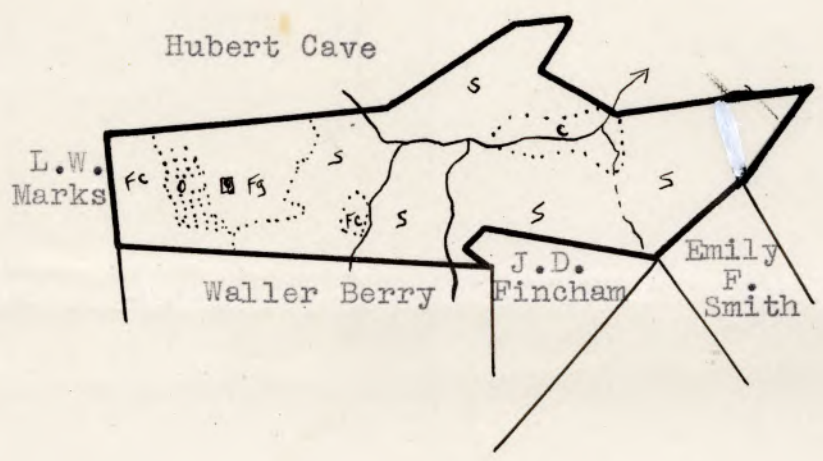 Hubert Cave
S
c
L.W.
Marks
Fc
O
Fg
S
Fc
S
S
S
Waller Berry
J.D.
Fincham
Emily
F.
Smith